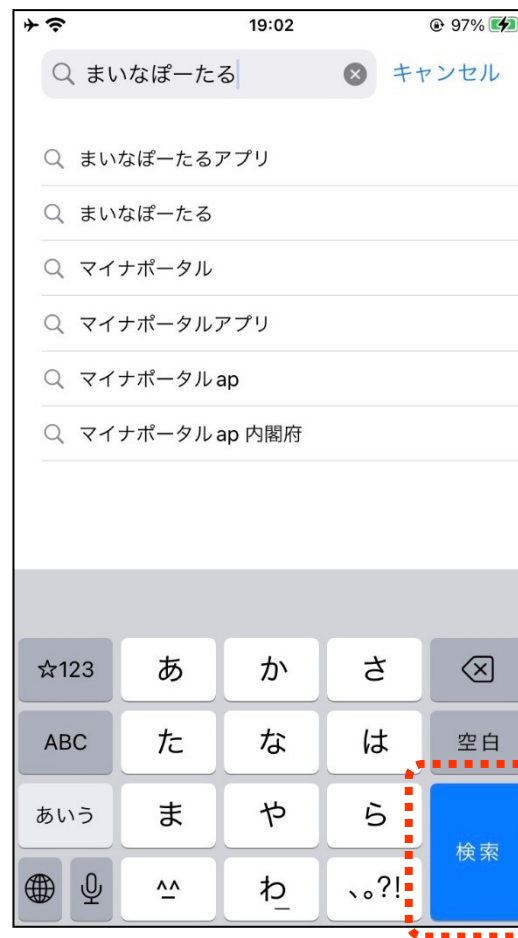 19:02 97%
まいなぽーたる キャンセル
まいなぽーたるアプリ
まいなぽーたる
マイナポータル
マイナポータルアプリ
マイナポータルap
マイナポータルap 内閣府
☆123 あ か さ
ABC た な は 空白
あいう ま や ら 検索
^^ わ 、。?!